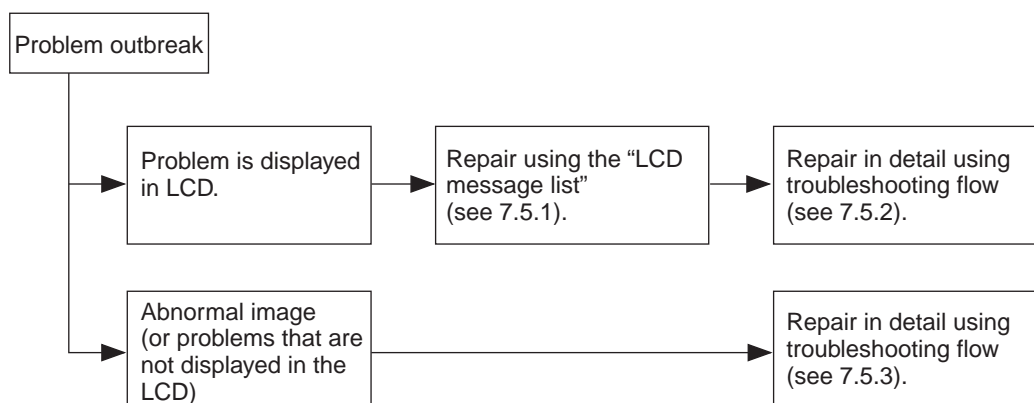 Problem outbreak
Problem is displayed
in LCD.
Repair using the “LCD
message list”
(see 7.5.1).
Repair in detail using
troubleshooting flow
(see 7.5.2).
Abnormal image
(or problems that are
not displayed in the
LCD)
Repair in detail using
troubleshooting flow
(see 7.5.3).